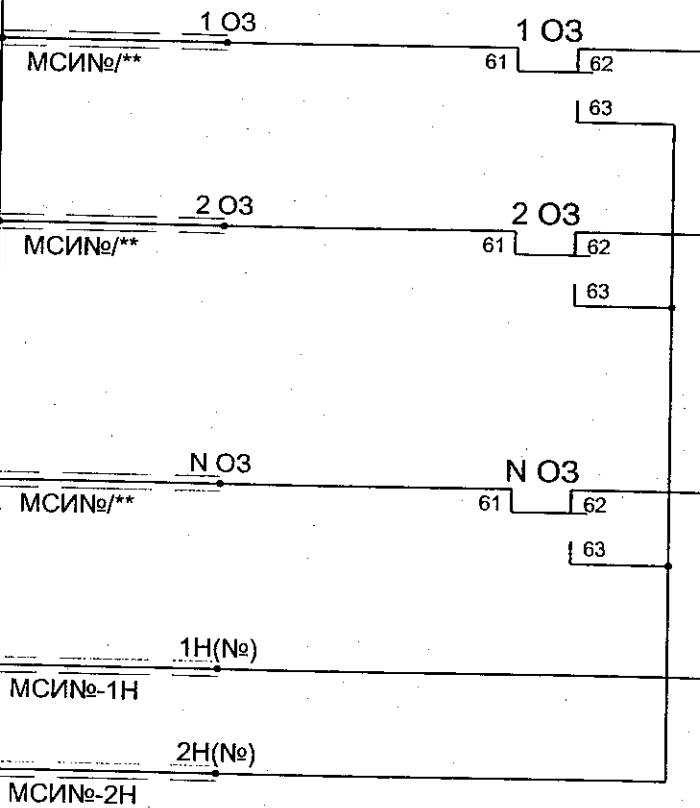 1 ОЗ
1 ОЗ
МСИ№/**
61
62
63
2 ОЗ
2 ОЗ
МСИ№/**
61
62
63
N ОЗ
N ОЗ
МСИ№/**
61
62
63
1Н(№)
МСИ№-1Н
2Н(№)
МСИ№-2Н